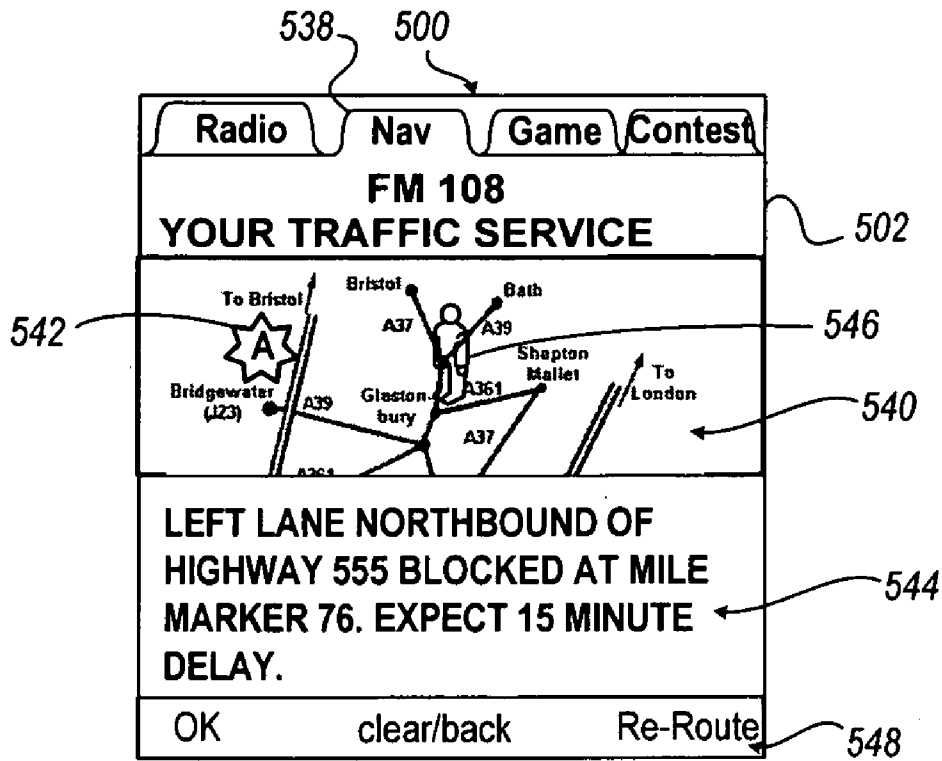 538
500
Radio
Nav
Game
Contest
FM 108
YOUR TRAFFIC SERVICE
502
To Bristol
Bristol
Bath
542
A
A37
A39
546
Shapton
Mallet
To
London
Bridgewater
(J23)
A39
Glaston-
bury
A361
540
A37
A361
LEFT LANE NORTHBOUND OF
HIGHWAY 555 BLOCKED AT MILE
MARKER 76. EXPECT 15 MINUTE
DELAY.
544
OK
clear/back
Re-Route
548